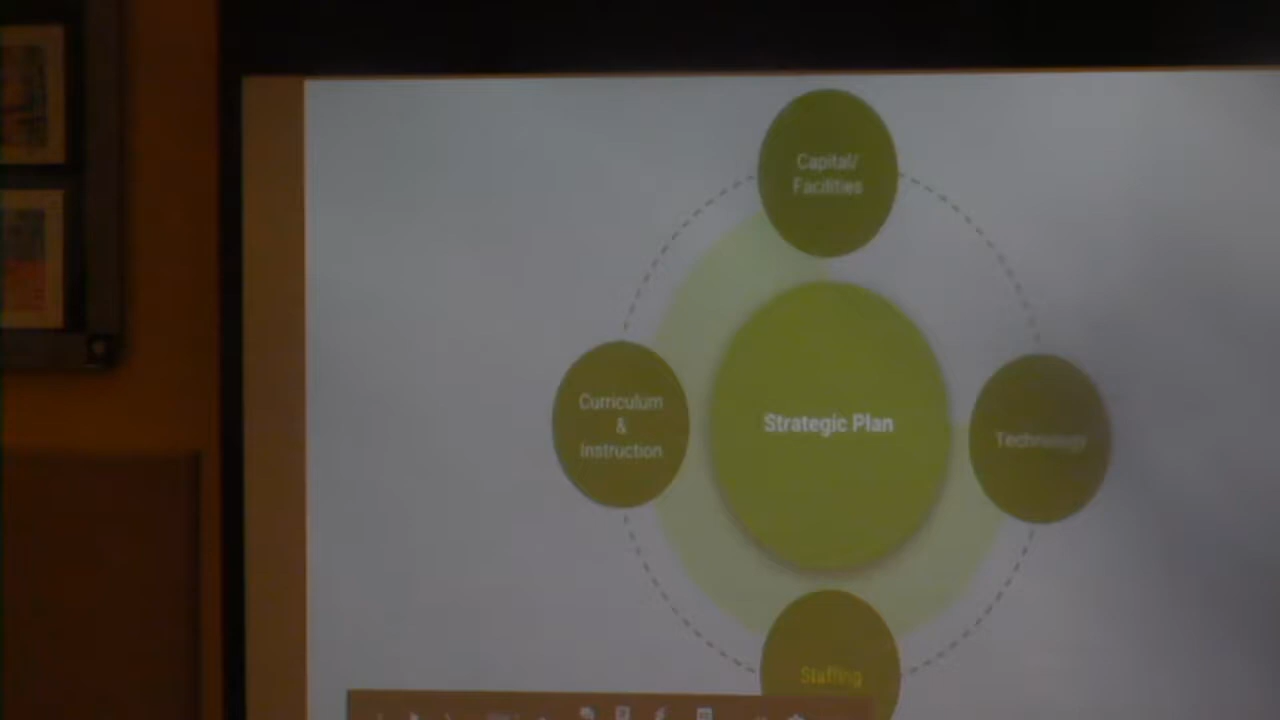 Capital/
Facilities
Curriculum
&
Instruction
Strategic Plan
Technology
Staffing